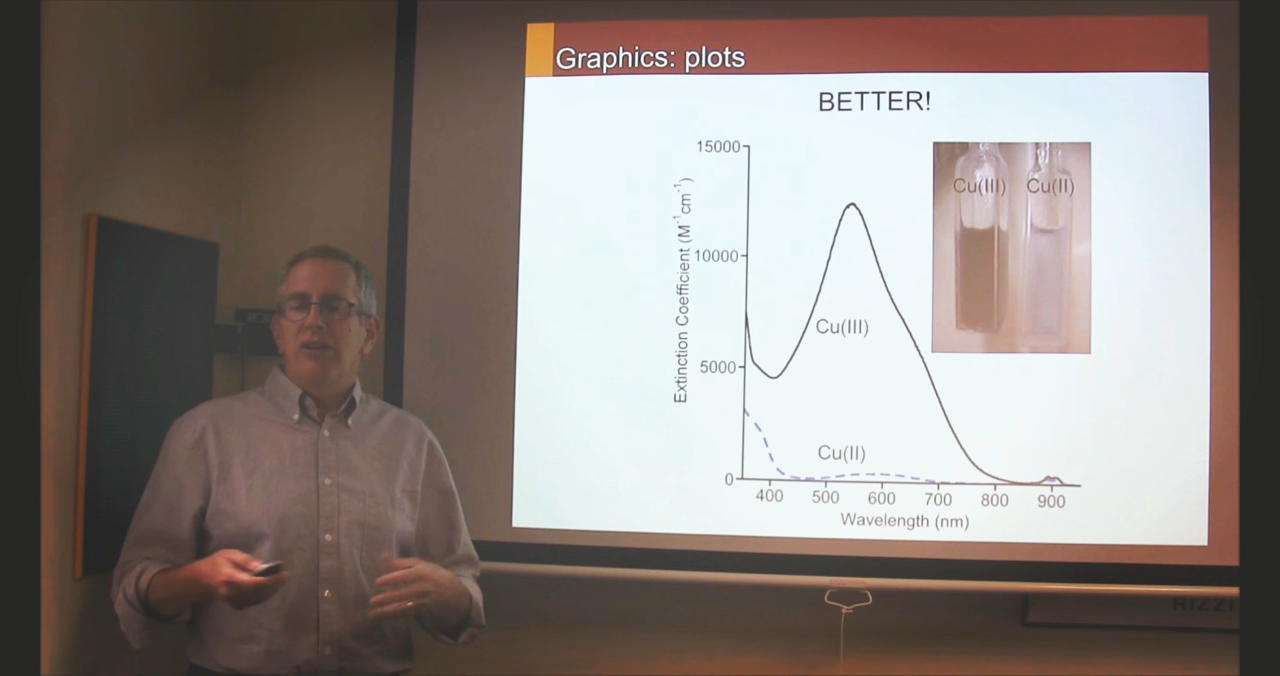 Graphics: plots
BETTER!
15000
10000
5000
0
Extinction Coefficient (M⁻¹cm⁻¹)
Cu(III)
Cu(II)
400 500 600 700 800 900
Wavelength (nm)
Cu(III) Cu(II)
RIZZI